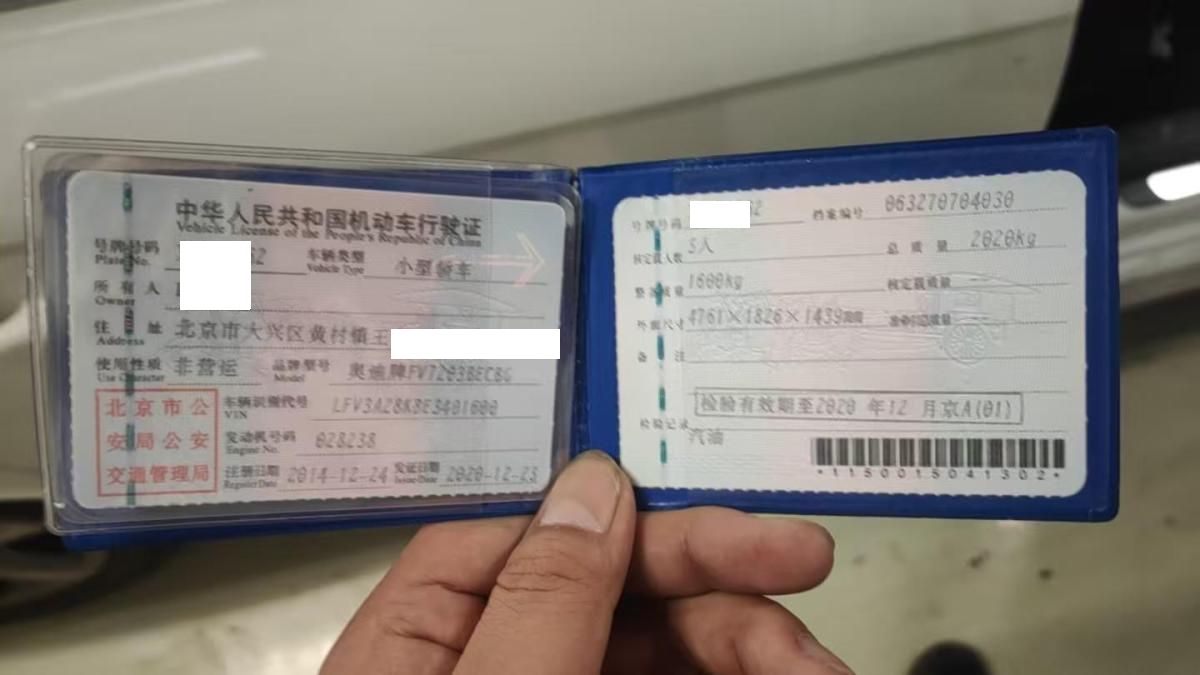 中华人民共和国机动车行驶证
Vehicle License of the People's Republic of China
号牌号码 62 车辆类型 小型轿车
Plate No. Vehicle Type
所有人
Owner
住址 北京市大兴区黄村镇王
Address
使用性质 非营运 品牌型号 奥迪牌FV7203BECBG
Use Character Model
北京市公
安局公安
交通管理局
车辆识别代号 LFV3A28K8E3401600
VIN
发动机号码 028238
Engine No.
注册日期 2014-12-24 发证日期 2020-12-23
Register Date Issue Date
号牌号码 62 档案编号 063270704030
核定载人数 5人 总质量 2020kg
整备质量 1600kg 核定载质量
外廓尺寸 4761×1826×1439mm 准牵引总质量
备注
检验有效期至2020年12月京A(01)
检验记录
汽油
*1150015041302*